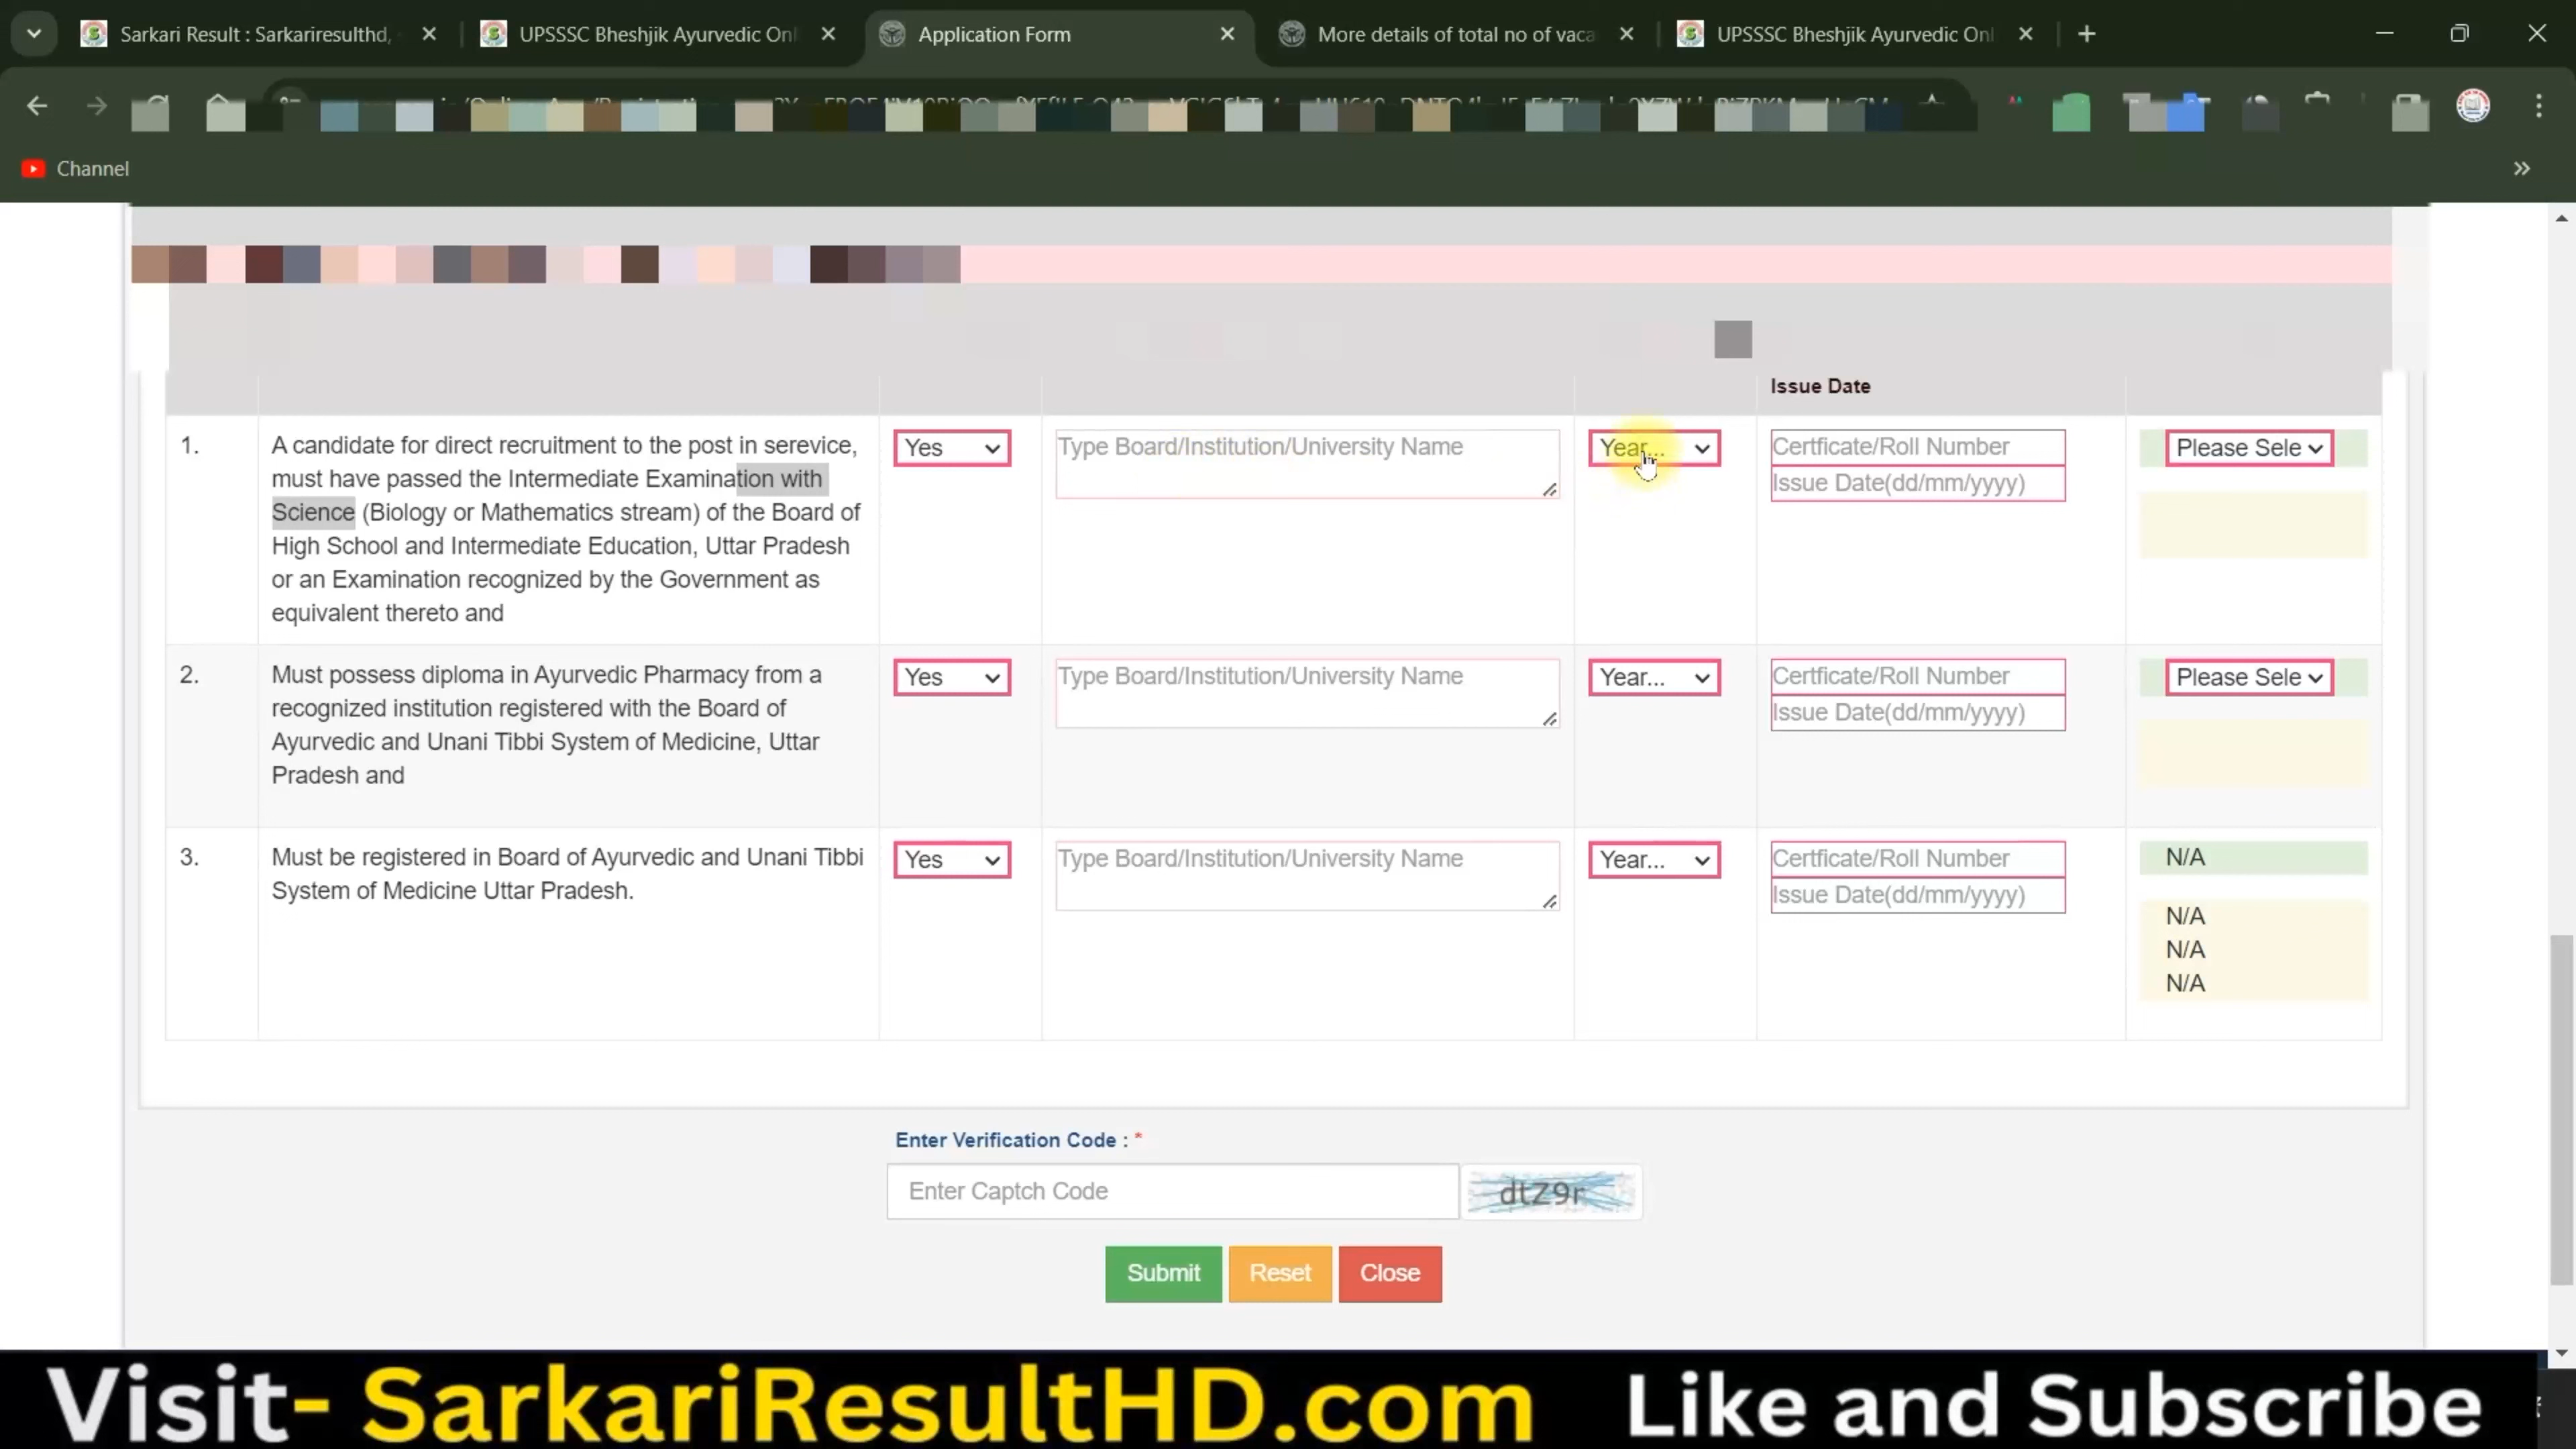 Sarkari Result : Sarkariresulthd,
UPSSSC Bheshjik Ayurvedic Onl
Application Form
More details of total no of vaca
UPSSSC Bheshjik Ayurvedic Onl
Channel
Issue Date
1.
A candidate for direct recruitment to the post in serevice,
must have passed the Intermediate Examination with
Science (Biology or Mathematics stream) of the Board of
High School and Intermediate Education, Uttar Pradesh
or an Examination recognized by the Government as
equivalent thereto and
Yes
Type Board/Institution/University Name
Year...
Certficate/Roll Number
Issue Date(dd/mm/yyyy)
Please Sele
2.
Must possess diploma in Ayurvedic Pharmacy from a
recognized institution registered with the Board of
Ayurvedic and Unani Tibbi System of Medicine, Uttar
Pradesh and
Yes
Type Board/Institution/University Name
Year...
Certficate/Roll Number
Issue Date(dd/mm/yyyy)
Please Sele
3.
Must be registered in Board of Ayurvedic and Unani Tibbi
System of Medicine Uttar Pradesh.
Yes
Type Board/Institution/University Name
Year...
Certficate/Roll Number
Issue Date(dd/mm/yyyy)
N/A
N/A
N/A
N/A
Enter Verification Code : *
Enter Captch Code
dtZ9r
Submit
Reset
Close
Visit- SarkariResultHD.com Like and Subscribe